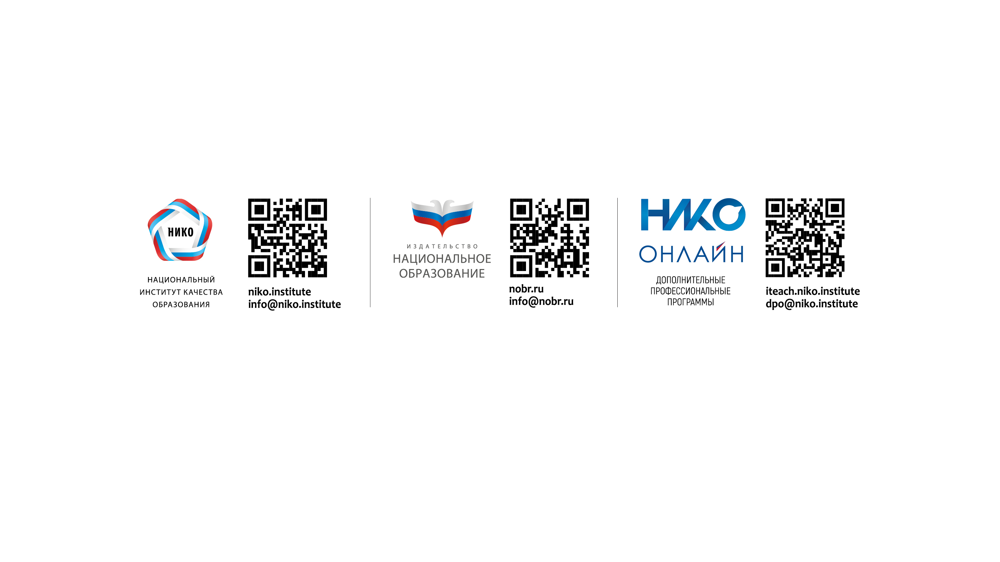 НИКО
НАЦИОНАЛЬНЫЙ
ИНСТИТУТ КАЧЕСТВА
ОБРАЗОВАНИЯ
niko.institute
info@niko.institute
ИЗДАТЕЛЬСТВО
НАЦИОНАЛЬНОЕ
ОБРАЗОВАНИЕ
nobr.ru
info@nobr.ru
НИКО
ОНЛАЙН
ДОПОЛНИТЕЛЬНЫЕ
ПРОФЕССИОНАЛЬНЫЕ
ПРОГРАММЫ
iteach.niko.institute
dpo@niko.institute